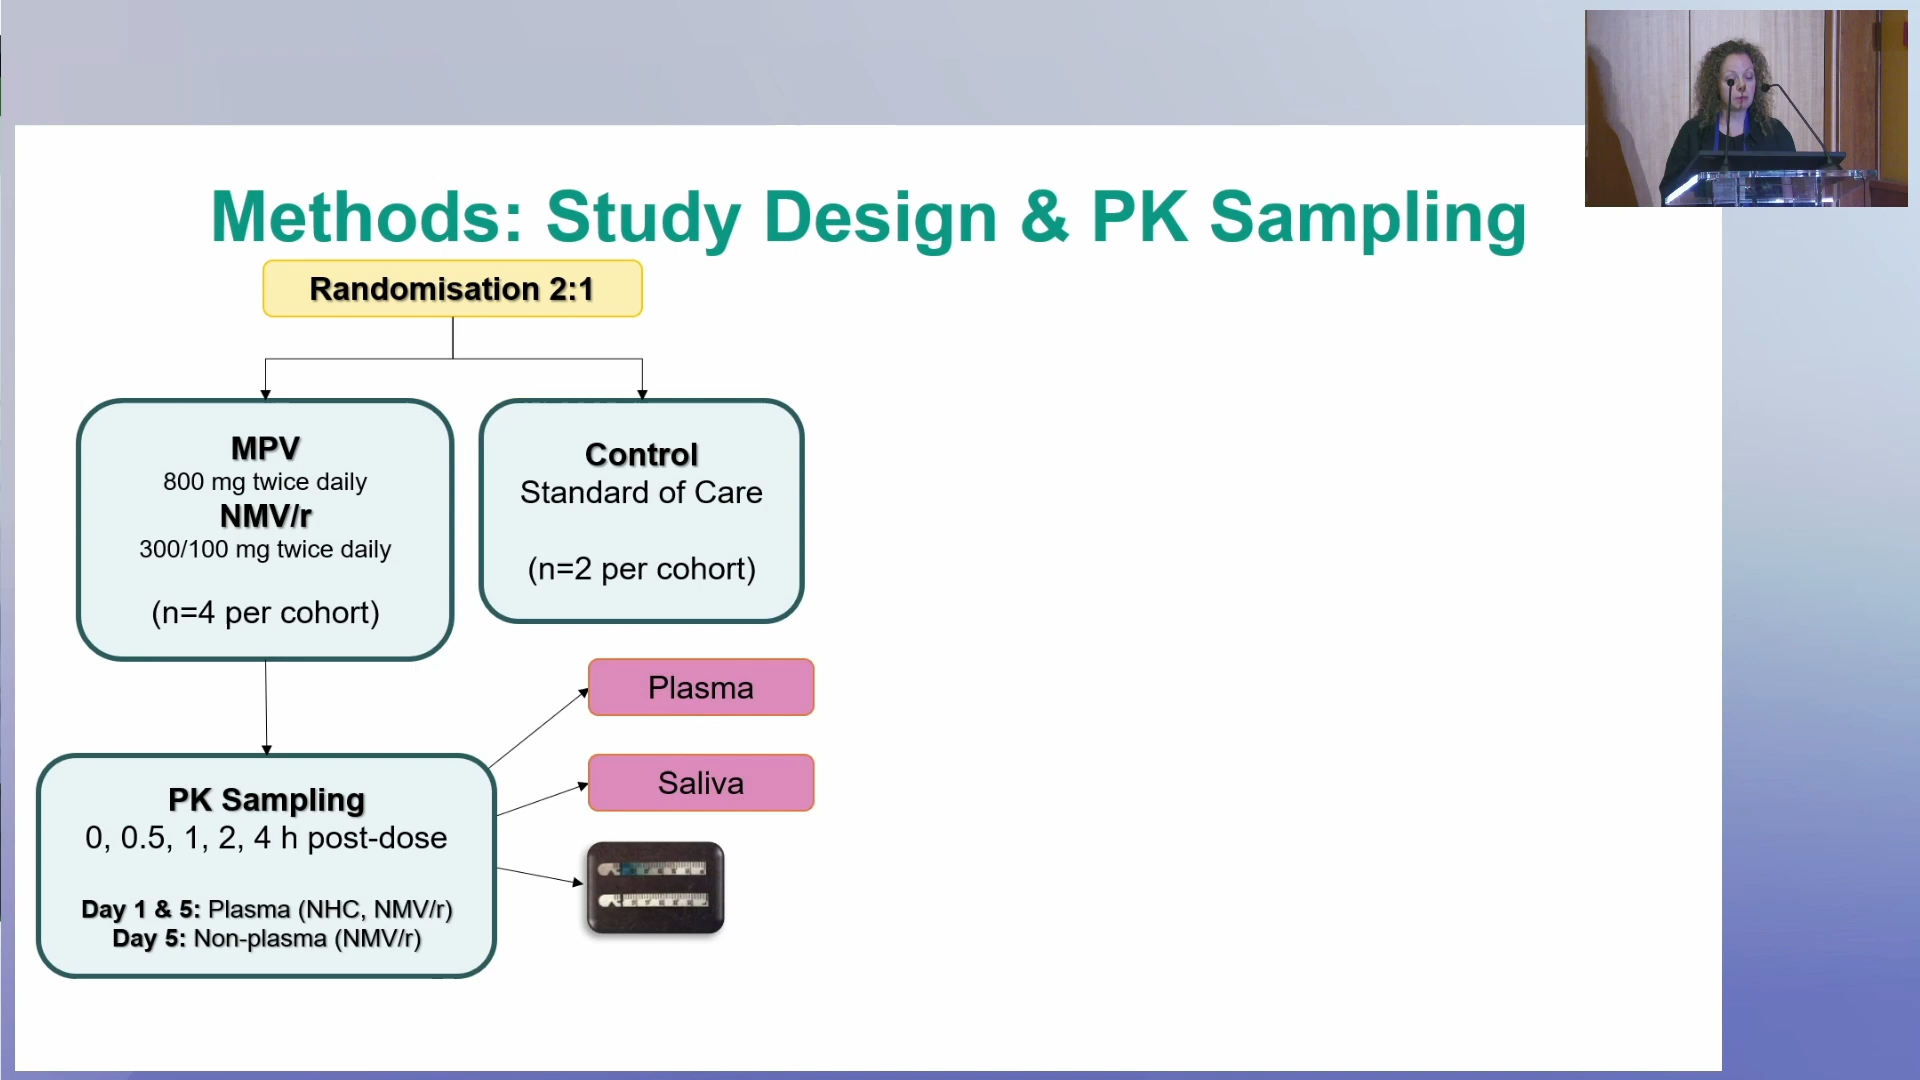 Methods: Study Design & PK Sampling
Randomisation 2:1
MPV
800 mg twice daily
NMV/r
300/100 mg twice daily
(n=4 per cohort)
Control
Standard of Care
(n=2 per cohort)
PK Sampling
0, 0.5, 1, 2, 4 h post-dose
Day 1 & 5: Plasma (NHC, NMV/r)
Day 5: Non-plasma (NMV/r)
Plasma
Saliva